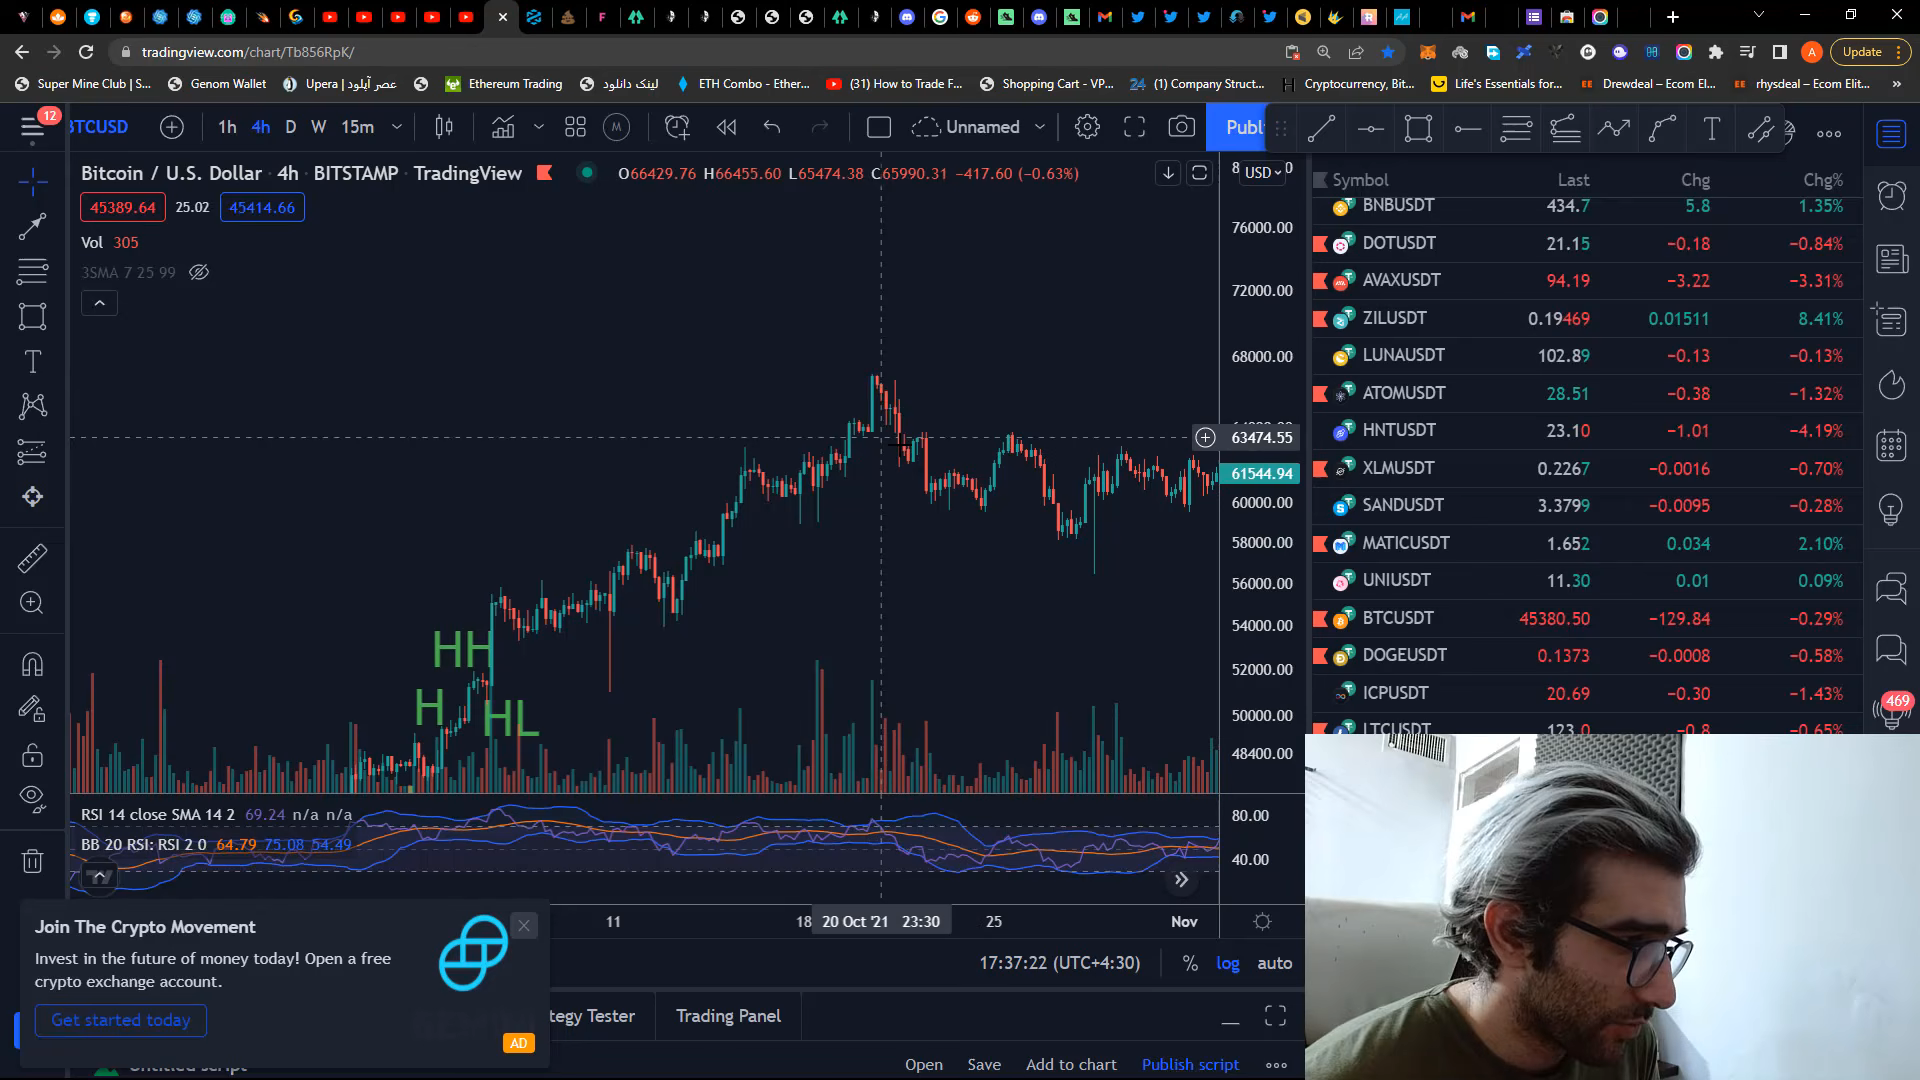 tradingview.com/chart/Tb856RpK/
A
Update
Super Mine Club | S...
Genom Wallet
Upera | عصر آپلود
Ethereum Trading
لینک دانلود
ETH Combo - Ether...
(31) How to Trade F...
Shopping Cart - VP...
24
(1) Company Struct...
Cryptocurrency, Bit...
Life's Essentials for...
EE
Drewdeal – Ecom El...
EE
rhysdeal – Ecom Elit...
»
12
BTCUSD
1h
4h
D
W
15m
M
Unnamed
Publ
T
Bitcoin / U.S. Dollar · 4h · BITSTAMP · TradingView
O66429.76 H66455.60 L65474.38 C65990.31 −417.60 (−0.63%)
USD
45389.64
25.02
45414.66
Vol 305
3SMA 7 25 99
76000.00
72000.00
68000.00
63474.55
61544.94
60000.00
58000.00
56000.00
54000.00
52000.00
50000.00
48400.00
HH
H
HL
RSI 14 close SMA 14 2 69.24 n/a n/a
BB 20 RSI: RSI 2 0 64.79 75.08 54.49
80.00
40.00
11
18
20 Oct '21 23:30
25
Nov
17:37:22 (UTC+4:30)
%
log
auto
Symbol Last Chg Chg%
BNBUSDT 434.7 5.8 1.35%
DOTUSDT 21.15 −0.18 −0.84%
AVAXUSDT 94.19 −3.22 −3.31%
ZILUSDT 0.19469 0.01511 8.41%
LUNAUSDT 102.89 −0.13 −0.13%
ATOMUSDT 28.51 −0.38 −1.32%
HNTUSDT 23.10 −1.01 −4.19%
XLMUSDT 0.2267 −0.0016 −0.70%
SANDUSDT 3.3799 −0.0095 −0.28%
MATICUSDT 1.652 0.034 2.10%
UNIUSDT 11.30 0.01 0.09%
BTCUSDT 45380.50 −129.84 −0.29%
DOGEUSDT 0.1373 −0.0008 −0.58%
ICPUSDT 20.69 −0.30 −1.43%
LTCUSDT 123.0 −0.8 −0.65%
469
Join The Crypto Movement
Invest in the future of money today! Open a free
crypto exchange account.
Get started today
AD
tegy Tester
Trading Panel
Open
Save
Add to chart
Publish script